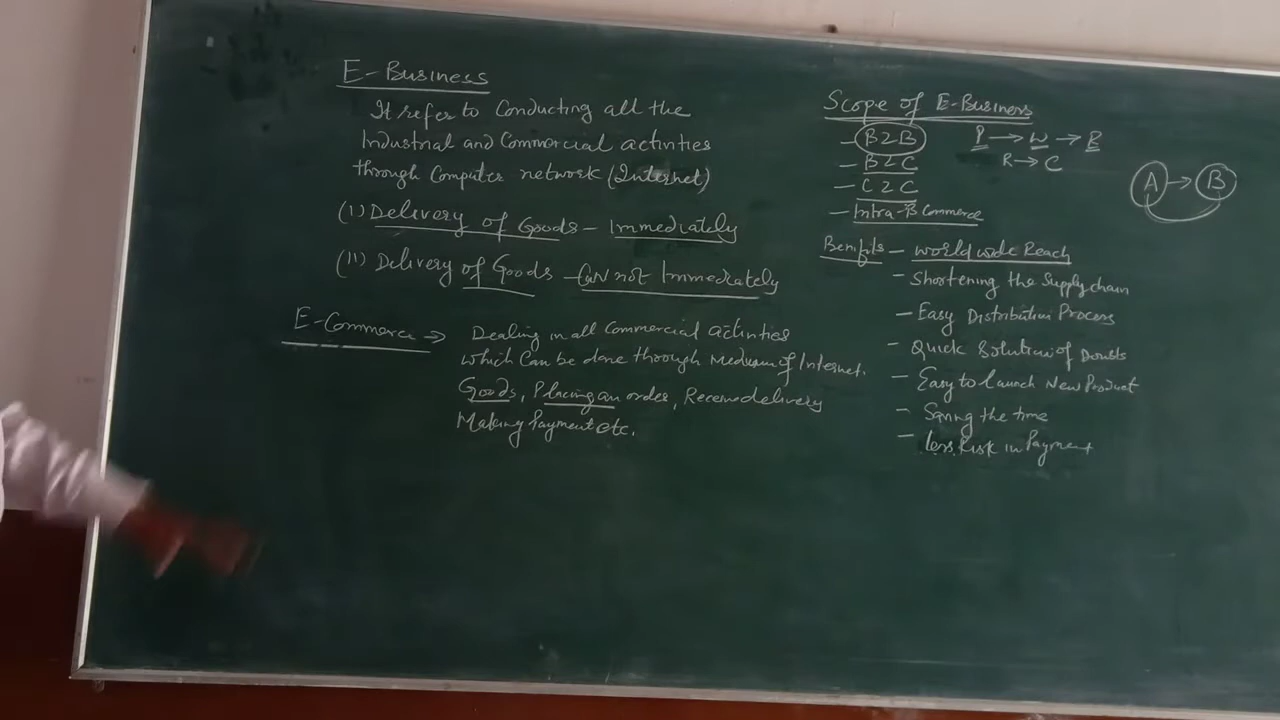 E-Business
It refer to Conducting all the
Industrial and Commercial activities
through Computer network (Internet)
(I) Delivery of Goods - Immediately
(II) Delivery of Goods - Can not Immediately
E-Commerce → Dealing in all Commercial activities
which Can be done through Medium of Internet.
Goods, Placing an order, Receive delivery
Making Payment etc.
Scope of E-Business
- B2B P → W → R
- B2C R → C
- C2C
- Intra-B Commerce
A → B
Benifits - world wide Reach
- Shortening the Supply chain
- Easy Distribution Process
- Quick Solution of Doubts
- Easy to launch New Product
- Saving the time
- less Risk in Payment